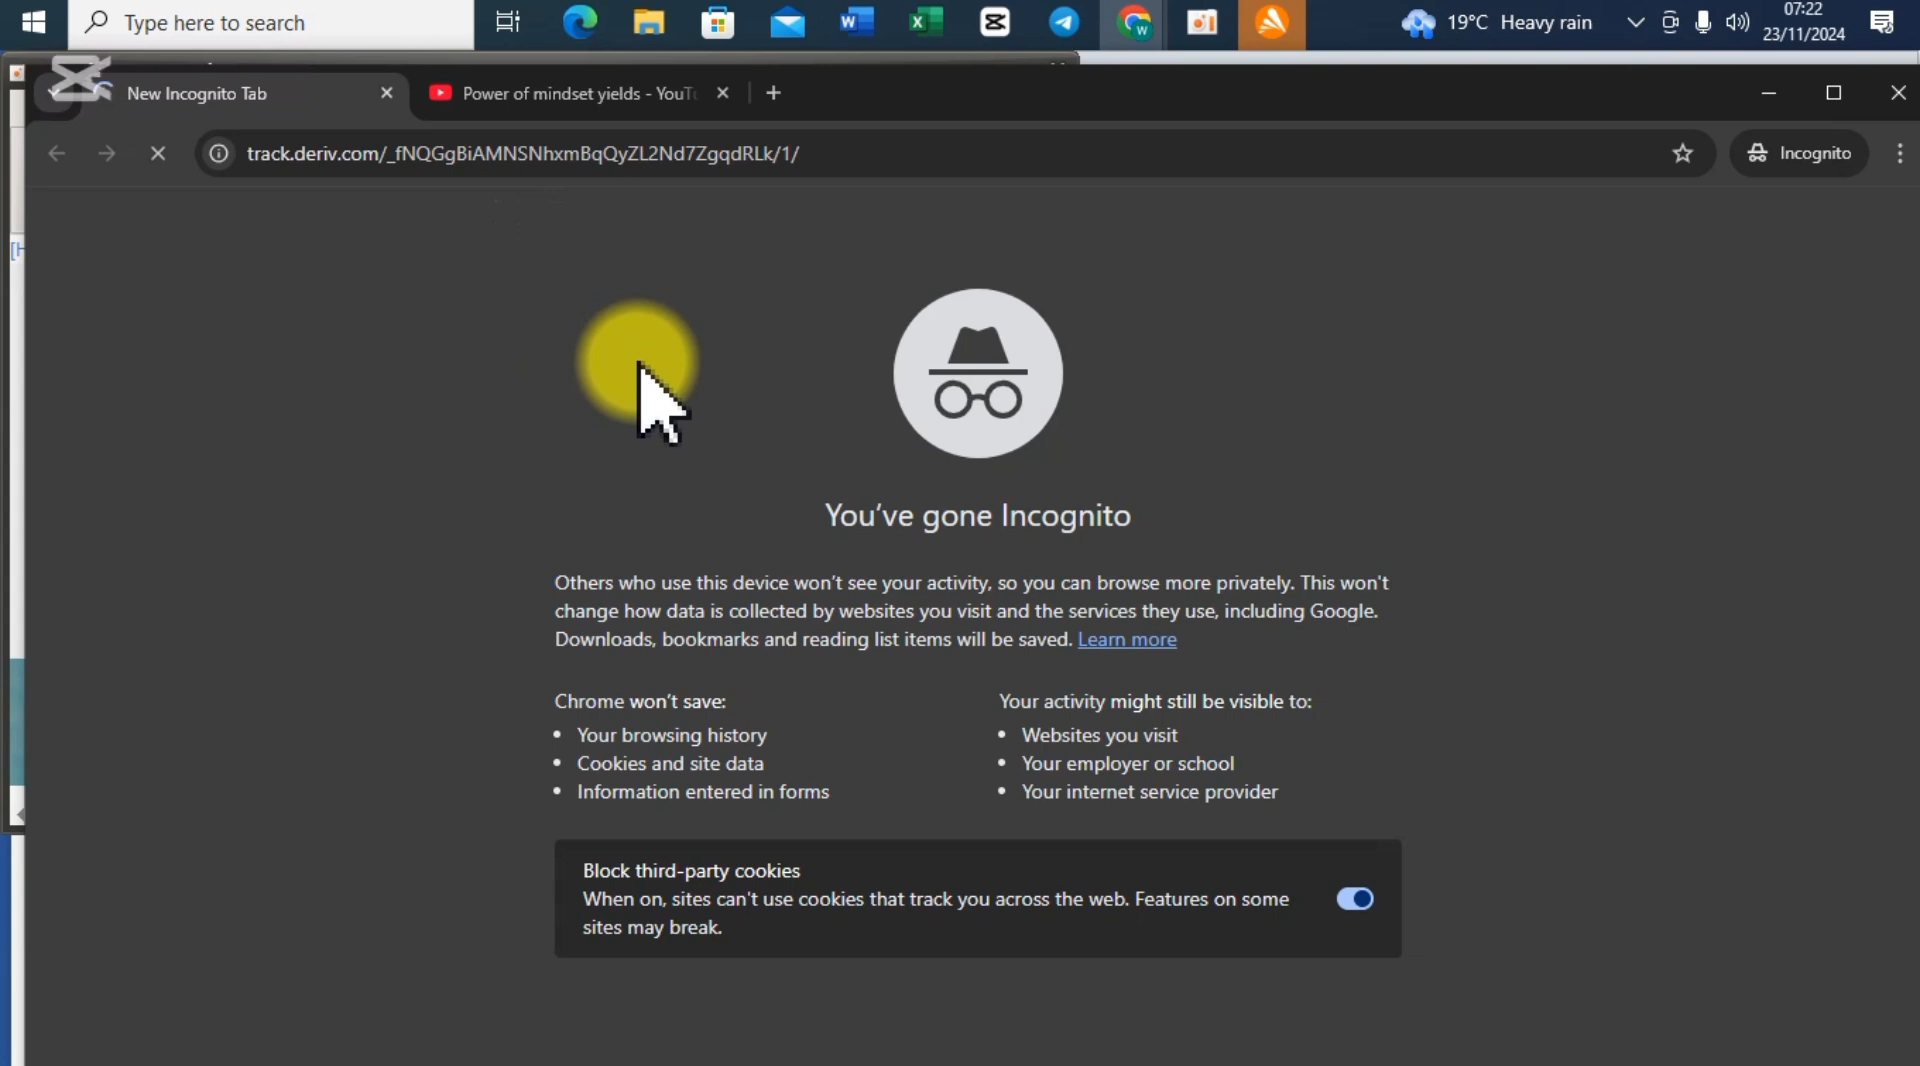 Type here to search
19°C Heavy rain
07:22
23/11/2024
New Incognito Tab
Power of mindset yields - YouT
track.deriv.com/_fNQGgBiAMNSNhxmBqQyZL2Nd7ZgqdRLk/1/
Incognito
[H
You've gone Incognito
Others who use this device won't see your activity, so you can browse more privately. This won't
change how data is collected by websites you visit and the services they use, including Google.
Downloads, bookmarks and reading list items will be saved. Learn more
Chrome won't save:
• Your browsing history
• Cookies and site data
• Information entered in forms
Your activity might still be visible to:
• Websites you visit
• Your employer or school
• Your internet service provider
Block third-party cookies
When on, sites can't use cookies that track you across the web. Features on some
sites may break.